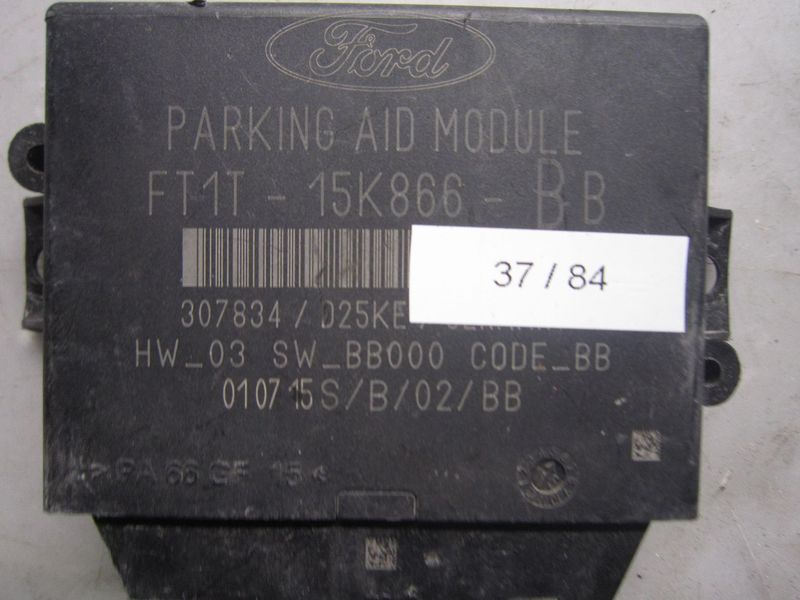 Ford
PARKING AID MODULE
FT1T - 15K866 - BB
37 / 84
307834 / D25KE /
HW_03 SW_BB000 CODE_BB
010715S/B/02/BB
>PA 66 GF 15<